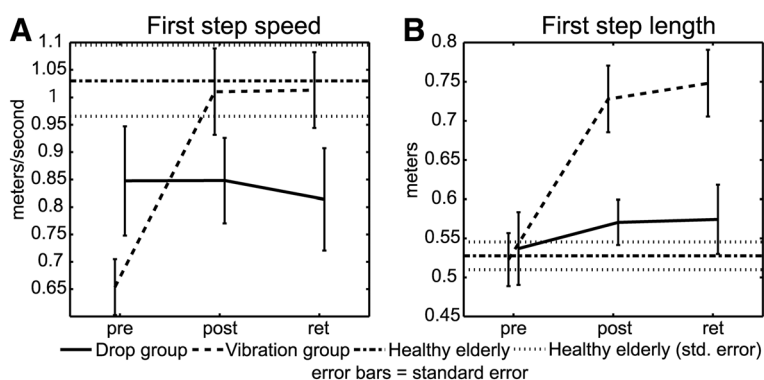 A First step speed
1.1
1.05
1
0.95
0.9
0.85
0.8
0.75
0.7
0.65
meters/second
pre post ret
B First step length
0.8
0.75
0.7
0.65
0.6
0.55
0.5
0.45
meters
pre post ret
Drop group Vibration group Healthy elderly Healthy elderly (std. error)
error bars = standard error